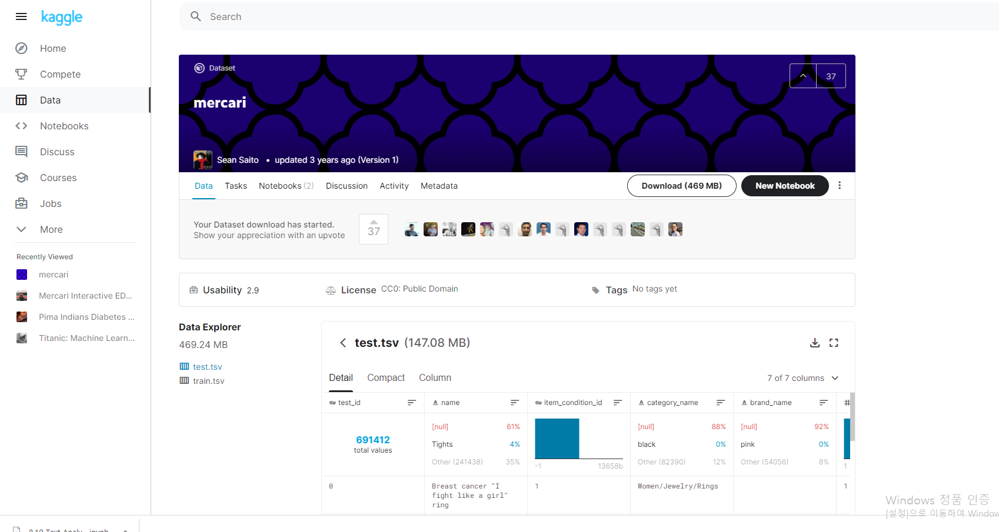 kaggle
Search
Home
Compete
Data
Notebooks
Discuss
Courses
Jobs
More
Recently Viewed
mercari
Mercari Interactive ED...
Pima Indians Diabetes ...
Titanic: Machine Learn...
Dataset
37
mercari
Sean Saito • updated 3 years ago (Version 1)
Data Tasks Notebooks (2) Discussion Activity Metadata Download (469 MB) New Notebook
Your Dataset download has started.
Show your appreciation with an upvote
37
Usability 2.9 License CC0: Public Domain Tags No tags yet
Data Explorer
469.24 MB
test.tsv
train.tsv
test.tsv (147.08 MB)
Detail Compact Column 7 of 7 columns
test_id A name item_condition_id A category_name A brand_name #
691412
total values
[null] 61%
Tights 4%
Other (241438) 35%
-1 13658b
[null] 88%
black 0%
Other (82390) 12%
[null] 92%
pink 0%
Other (54056) 8%
1
0 Breast cancer "I fight like a girl" ring 1 Women/Jewelry/Rings 1
Windows 정품 인증
[설정]으로 이동하여 Window